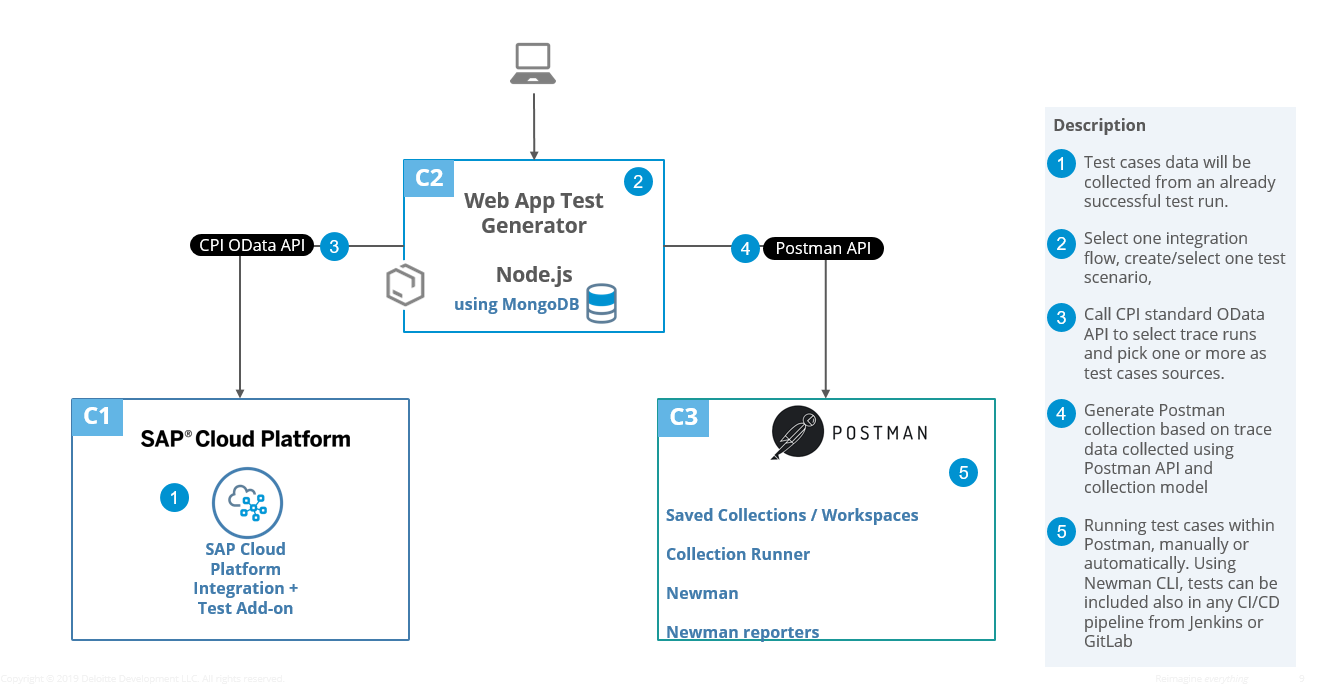 C2
2
Web App Test
Generator
CPI OData API
3
4
Postman API
Node.js
using MongoDB
C1
SAP® Cloud Platform
1
SAP Cloud
Platform
Integration +
Test Add-on
C3
POSTMAN
5
Saved Collections / Workspaces
Collection Runner
Newman
Newman reporters
Description
1 Test cases data will be
collected from an already
successful test run.
2 Select one integration
flow, create/select one test
scenario,
3 Call CPI standard OData
API to select trace runs
and pick one or more as
test cases sources.
4 Generate Postman
collection based on trace
data collected using
Postman API and
collection model
5 Running test cases within
Postman, manually or
automatically. Using
Newman CLI, tests can be
included also in any CI/CD
pipeline from Jenkins or
GitLab
Copyright © 2019 Deloitte Development LLC. All rights reserved.
Reimagine everything